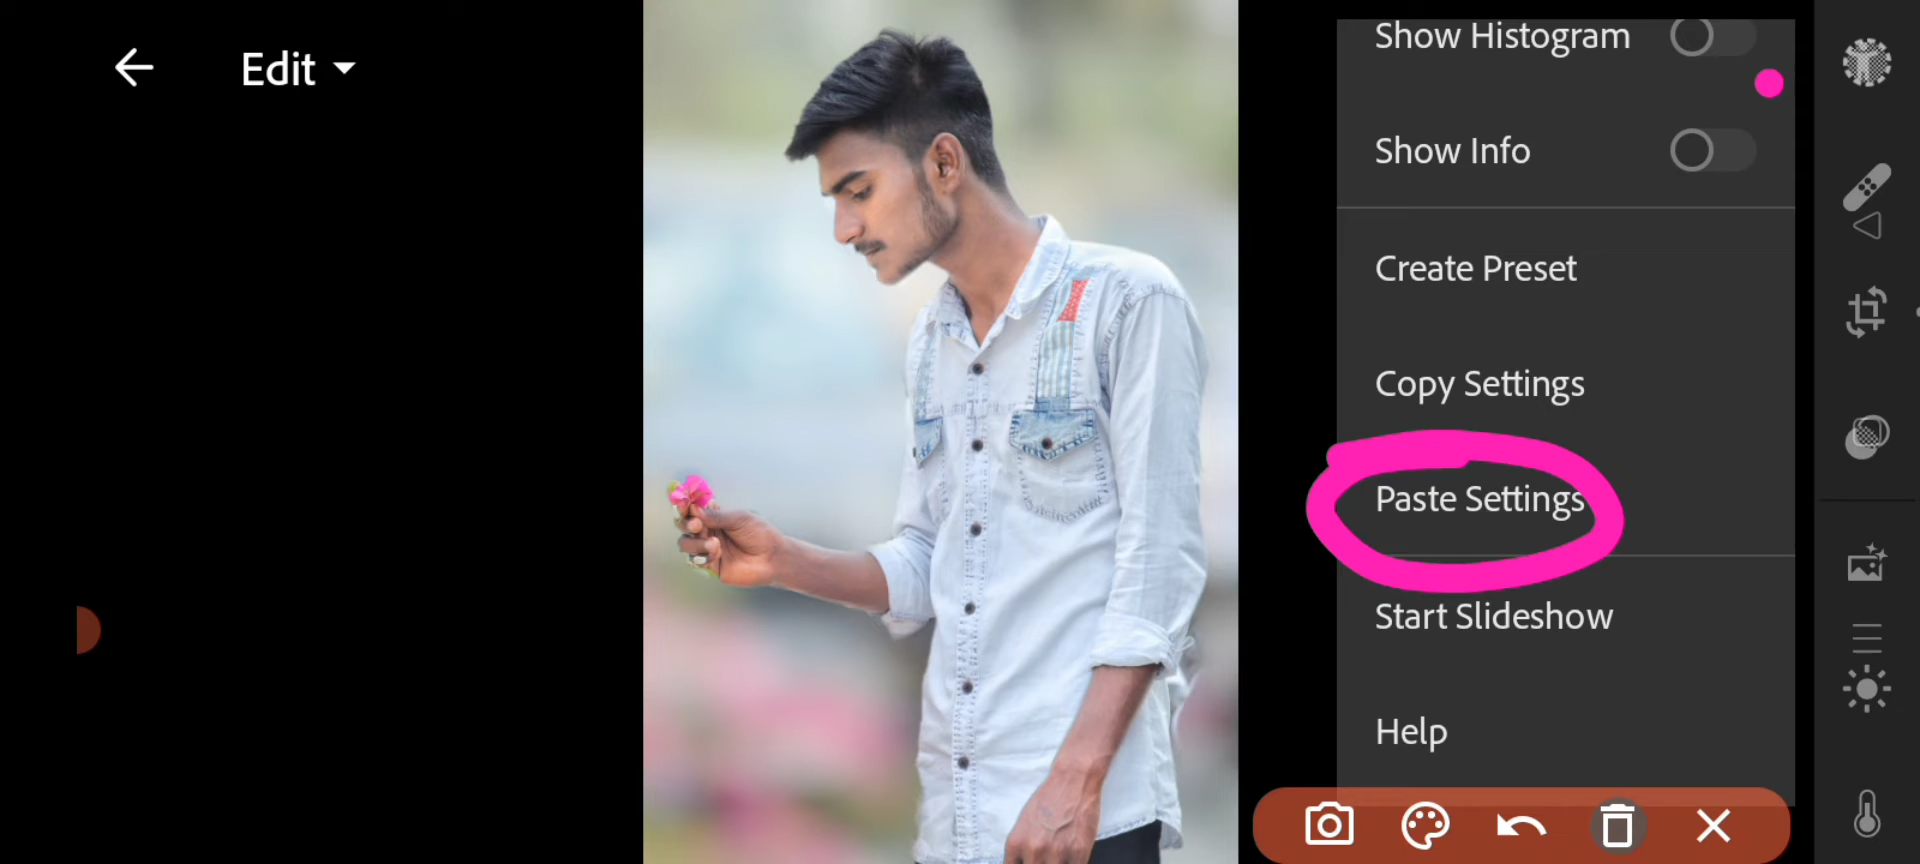 Edit
Show Histogram
Show Info
Create Preset
Copy Settings
Paste Settings
Start Slideshow
Help